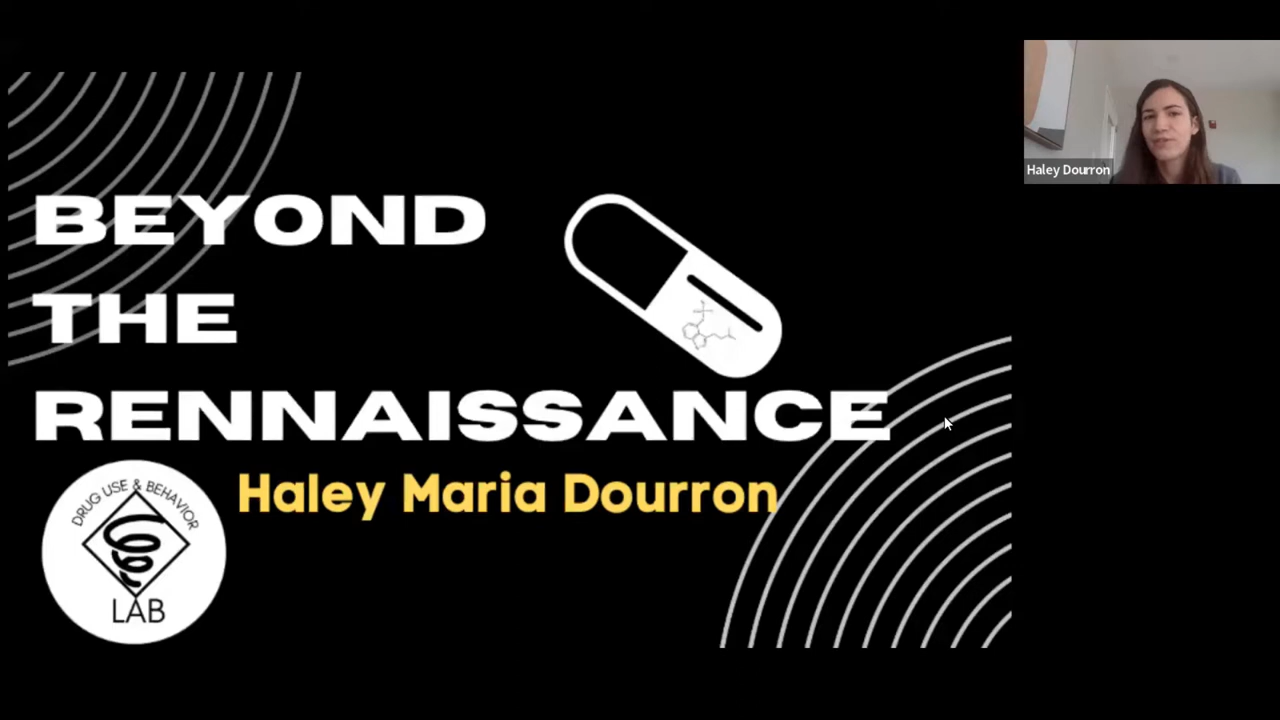 BEYOND
THE
RENNAISSANCE
Haley Maria Dourron
DRUG USE & BEHAVIOR
LAB
Haley Dourron